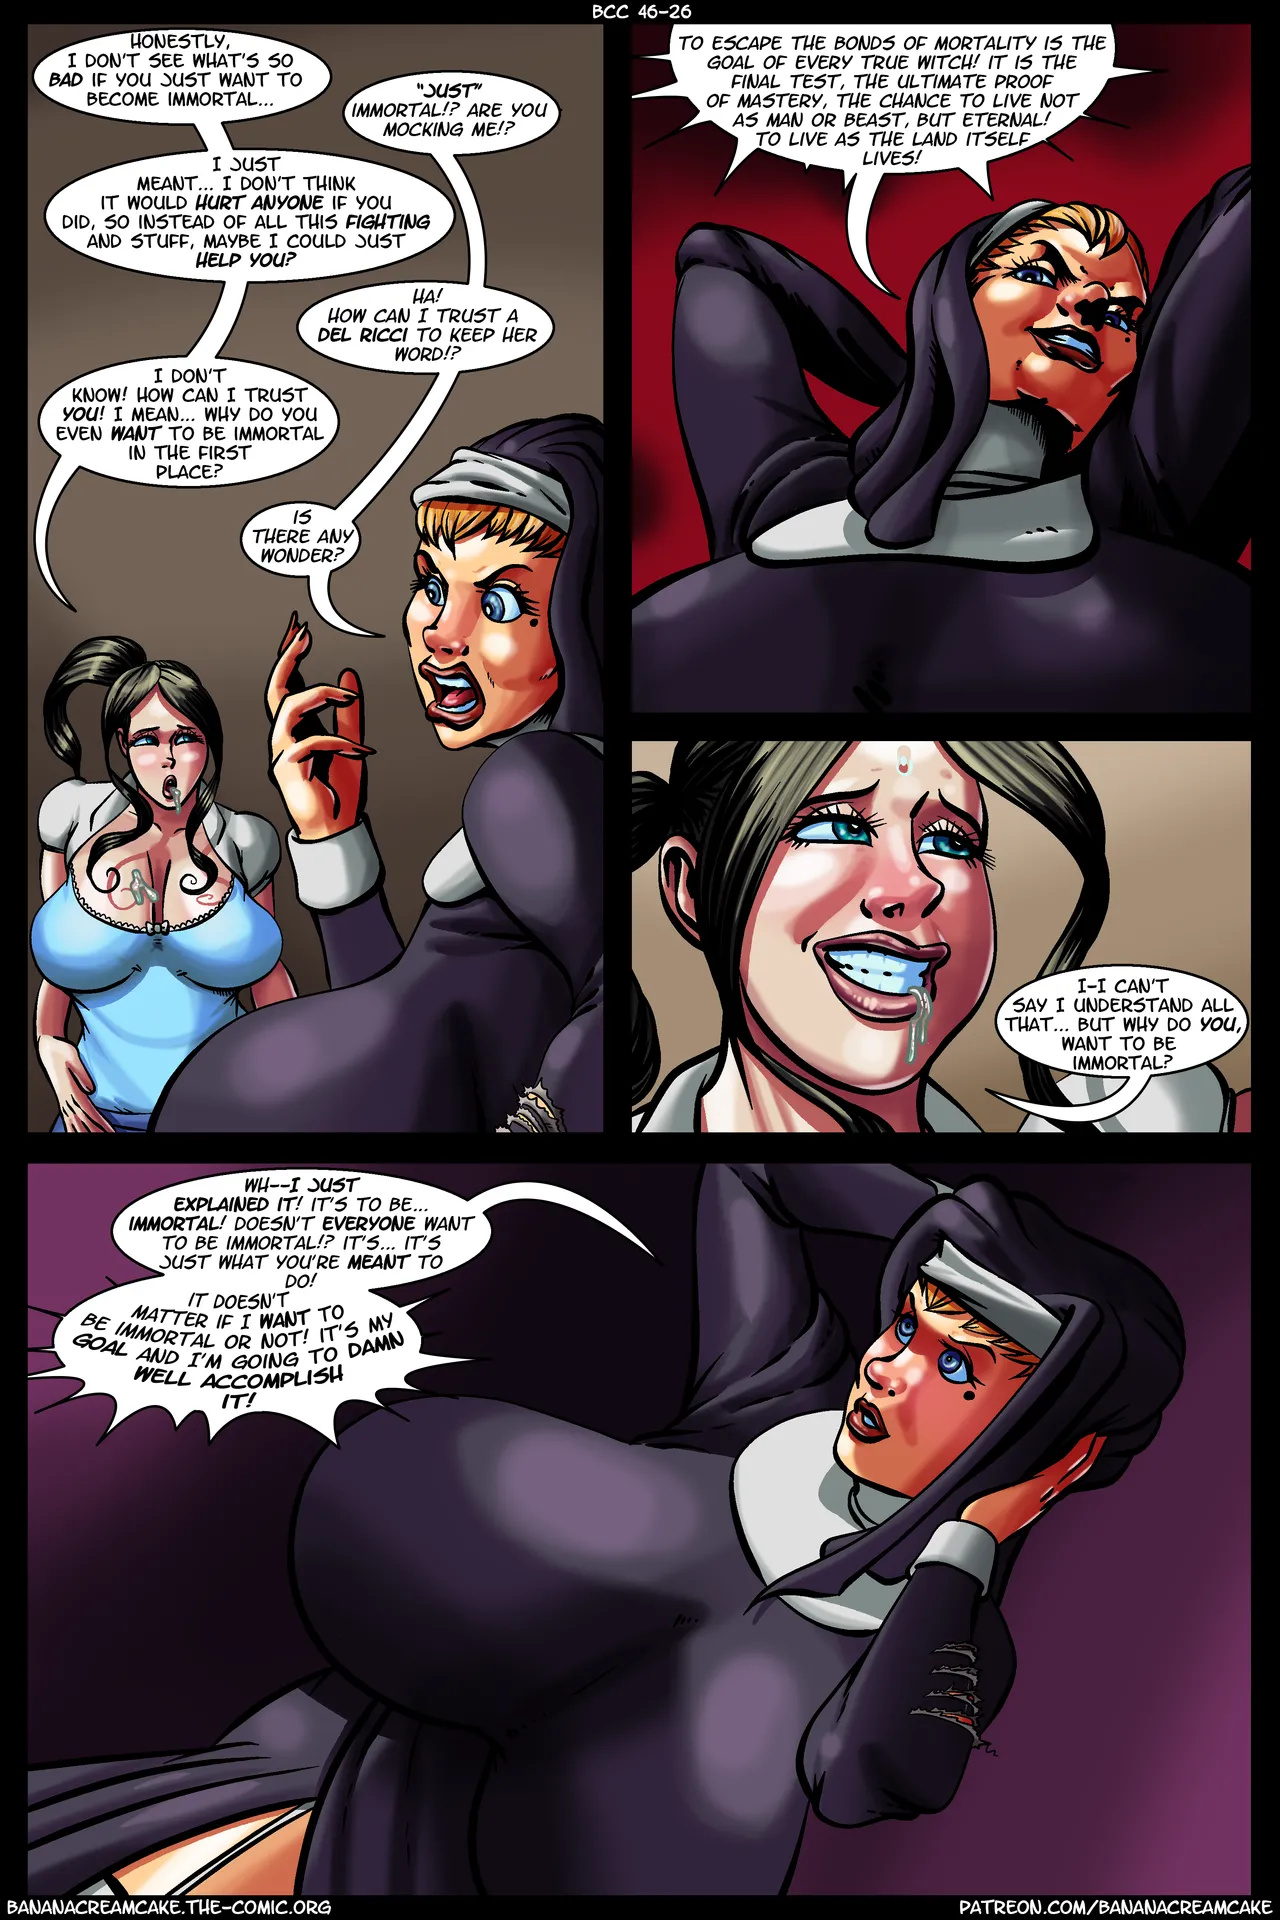 BCC 46-26
HONESTLY,
I DON'T SEE WHAT'S SO
BAD IF YOU JUST WANT TO
BECOME IMMORTAL...
"JUST"
IMMORTAL!? ARE YOU
MOCKING ME!?
I JUST
MEANT... I DON'T THINK
IT WOULD HURT ANYONE IF YOU
DID, SO INSTEAD OF ALL THIS FIGHTING
AND STUFF, MAYBE I COULD JUST
HELP YOU?
HA!
HOW CAN I TRUST A
DEL RICCI TO KEEP HER
WORD!?
I DON'T
KNOW! HOW CAN I TRUST
YOU! I MEAN... WHY DO YOU
EVEN WANT TO BE IMMORTAL
IN THE FIRST
PLACE?
IS
THERE ANY
WONDER?
TO ESCAPE THE BONDS OF MORTALITY IS THE
GOAL OF EVERY TRUE WITCH! IT IS THE
FINAL TEST, THE ULTIMATE PROOF
OF MASTERY, THE CHANCE TO LIVE NOT
AS MAN OR BEAST, BUT ETERNAL!
TO LIVE AS THE LAND ITSELF
LIVES!
I-I CAN'T
SAY I UNDERSTAND ALL
THAT... BUT WHY DO YOU,
WANT TO BE
IMMORTAL?
WH--I JUST
EXPLAINED IT! IT'S TO BE...
IMMORTAL! DOESN'T EVERYONE WANT
TO BE IMMORTAL!? IT'S... IT'S
JUST WHAT YOU'RE MEANT TO
DO!
IT DOESN'T
MATTER IF I WANT TO
BE IMMORTAL OR NOT! IT'S MY
GOAL AND I'M GOING TO DAMN
WELL ACCOMPLISH
IT!
BANANACREAMCAKE.THE-COMIC.ORG
PATREON.COM/BANANACREAMCAKE